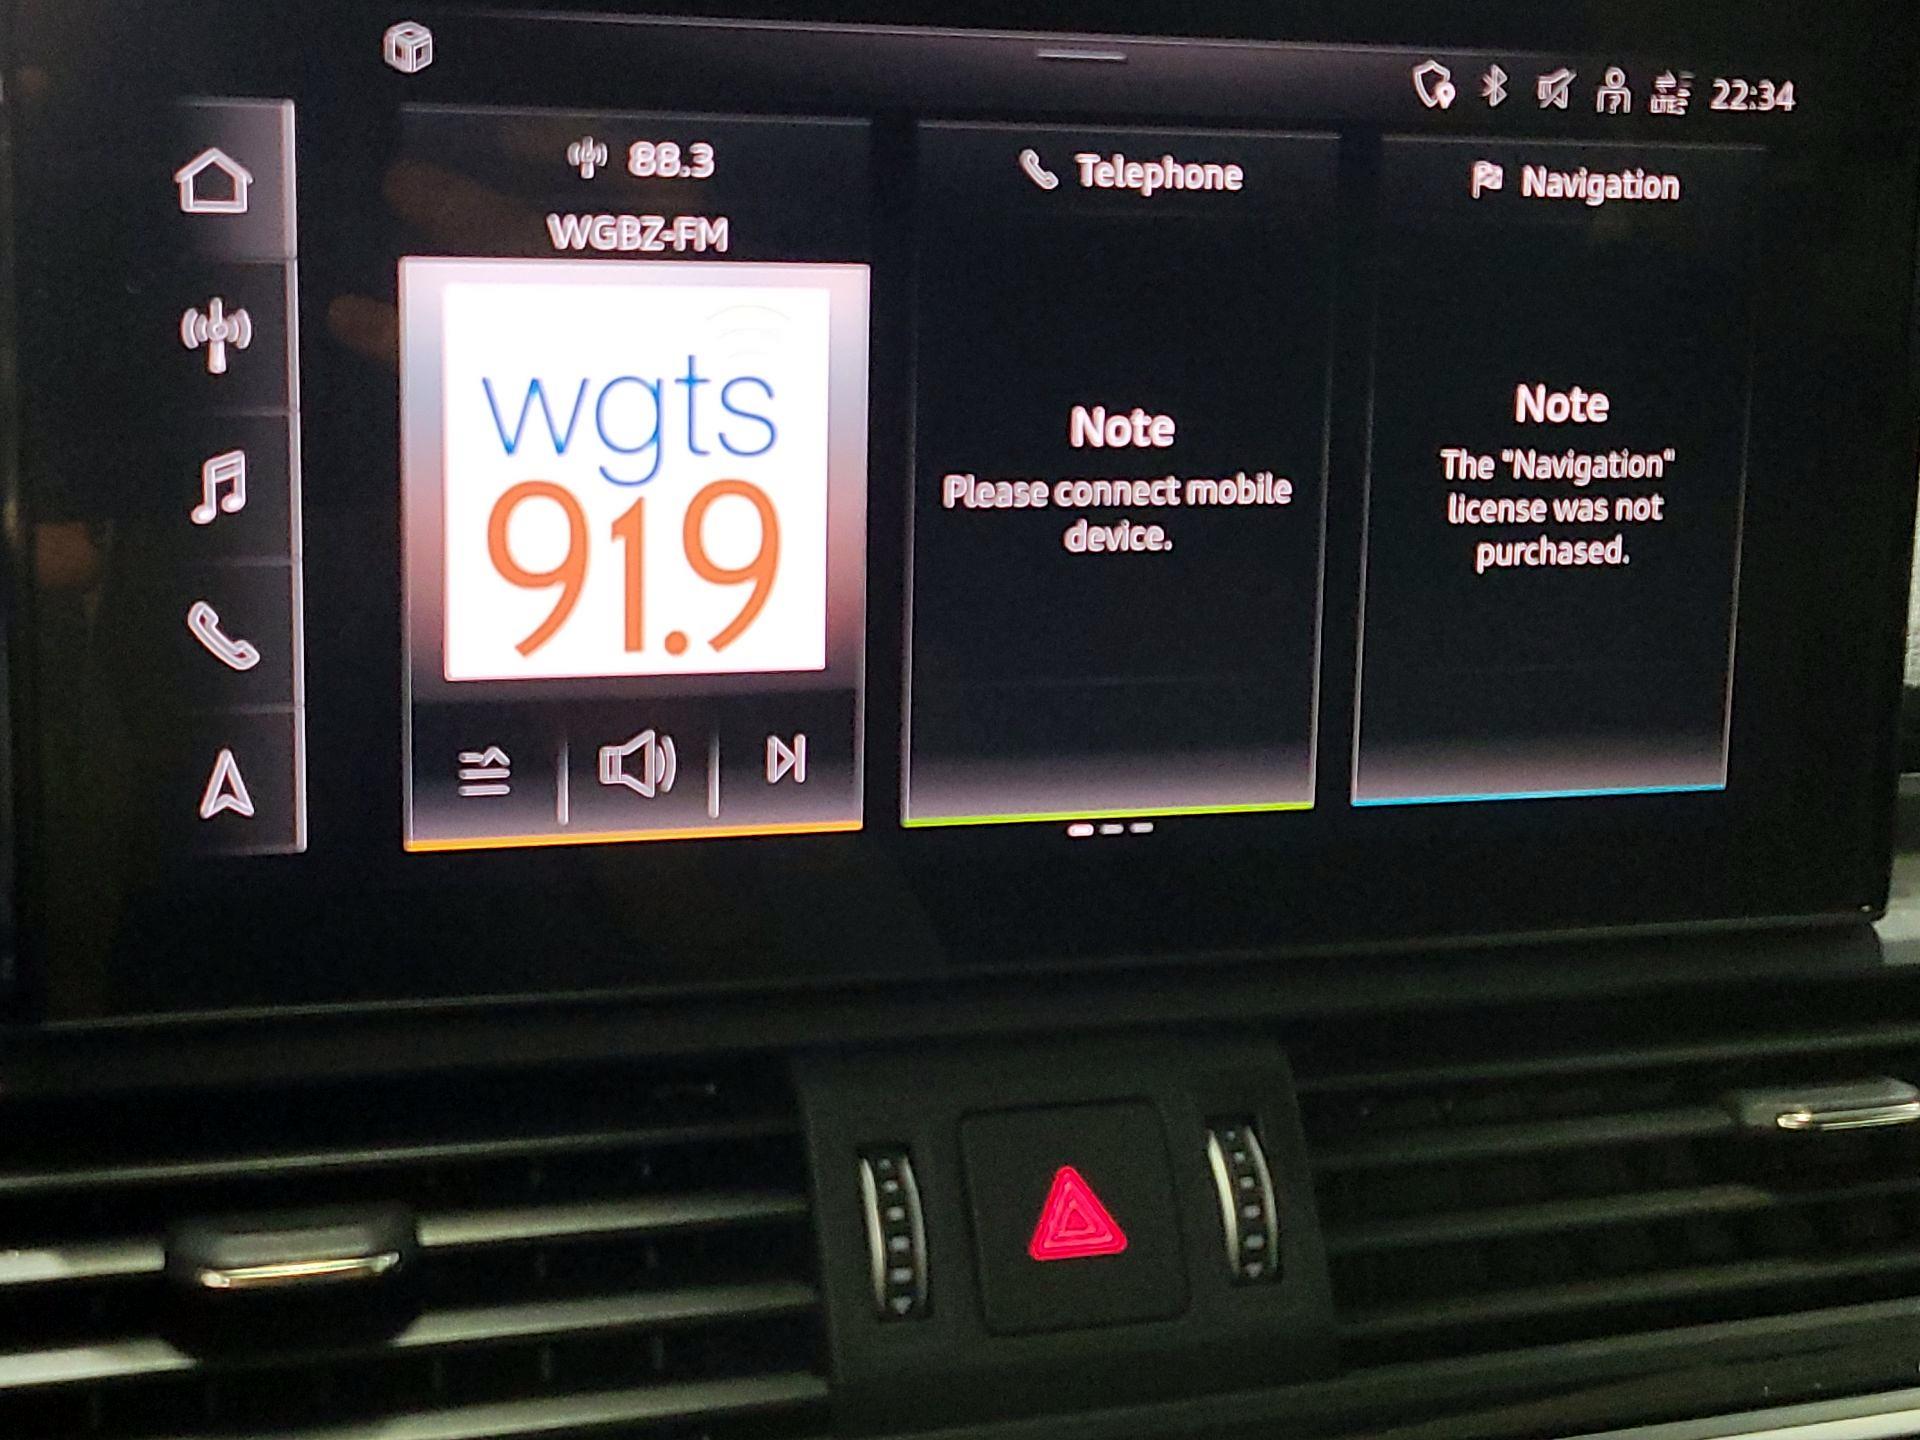 22:34
88.3
WGBZ-FM
wgts
91.9
Telephone
Note
Please connect mobile
device.
Navigation
Note
The "Navigation"
license was not
purchased.